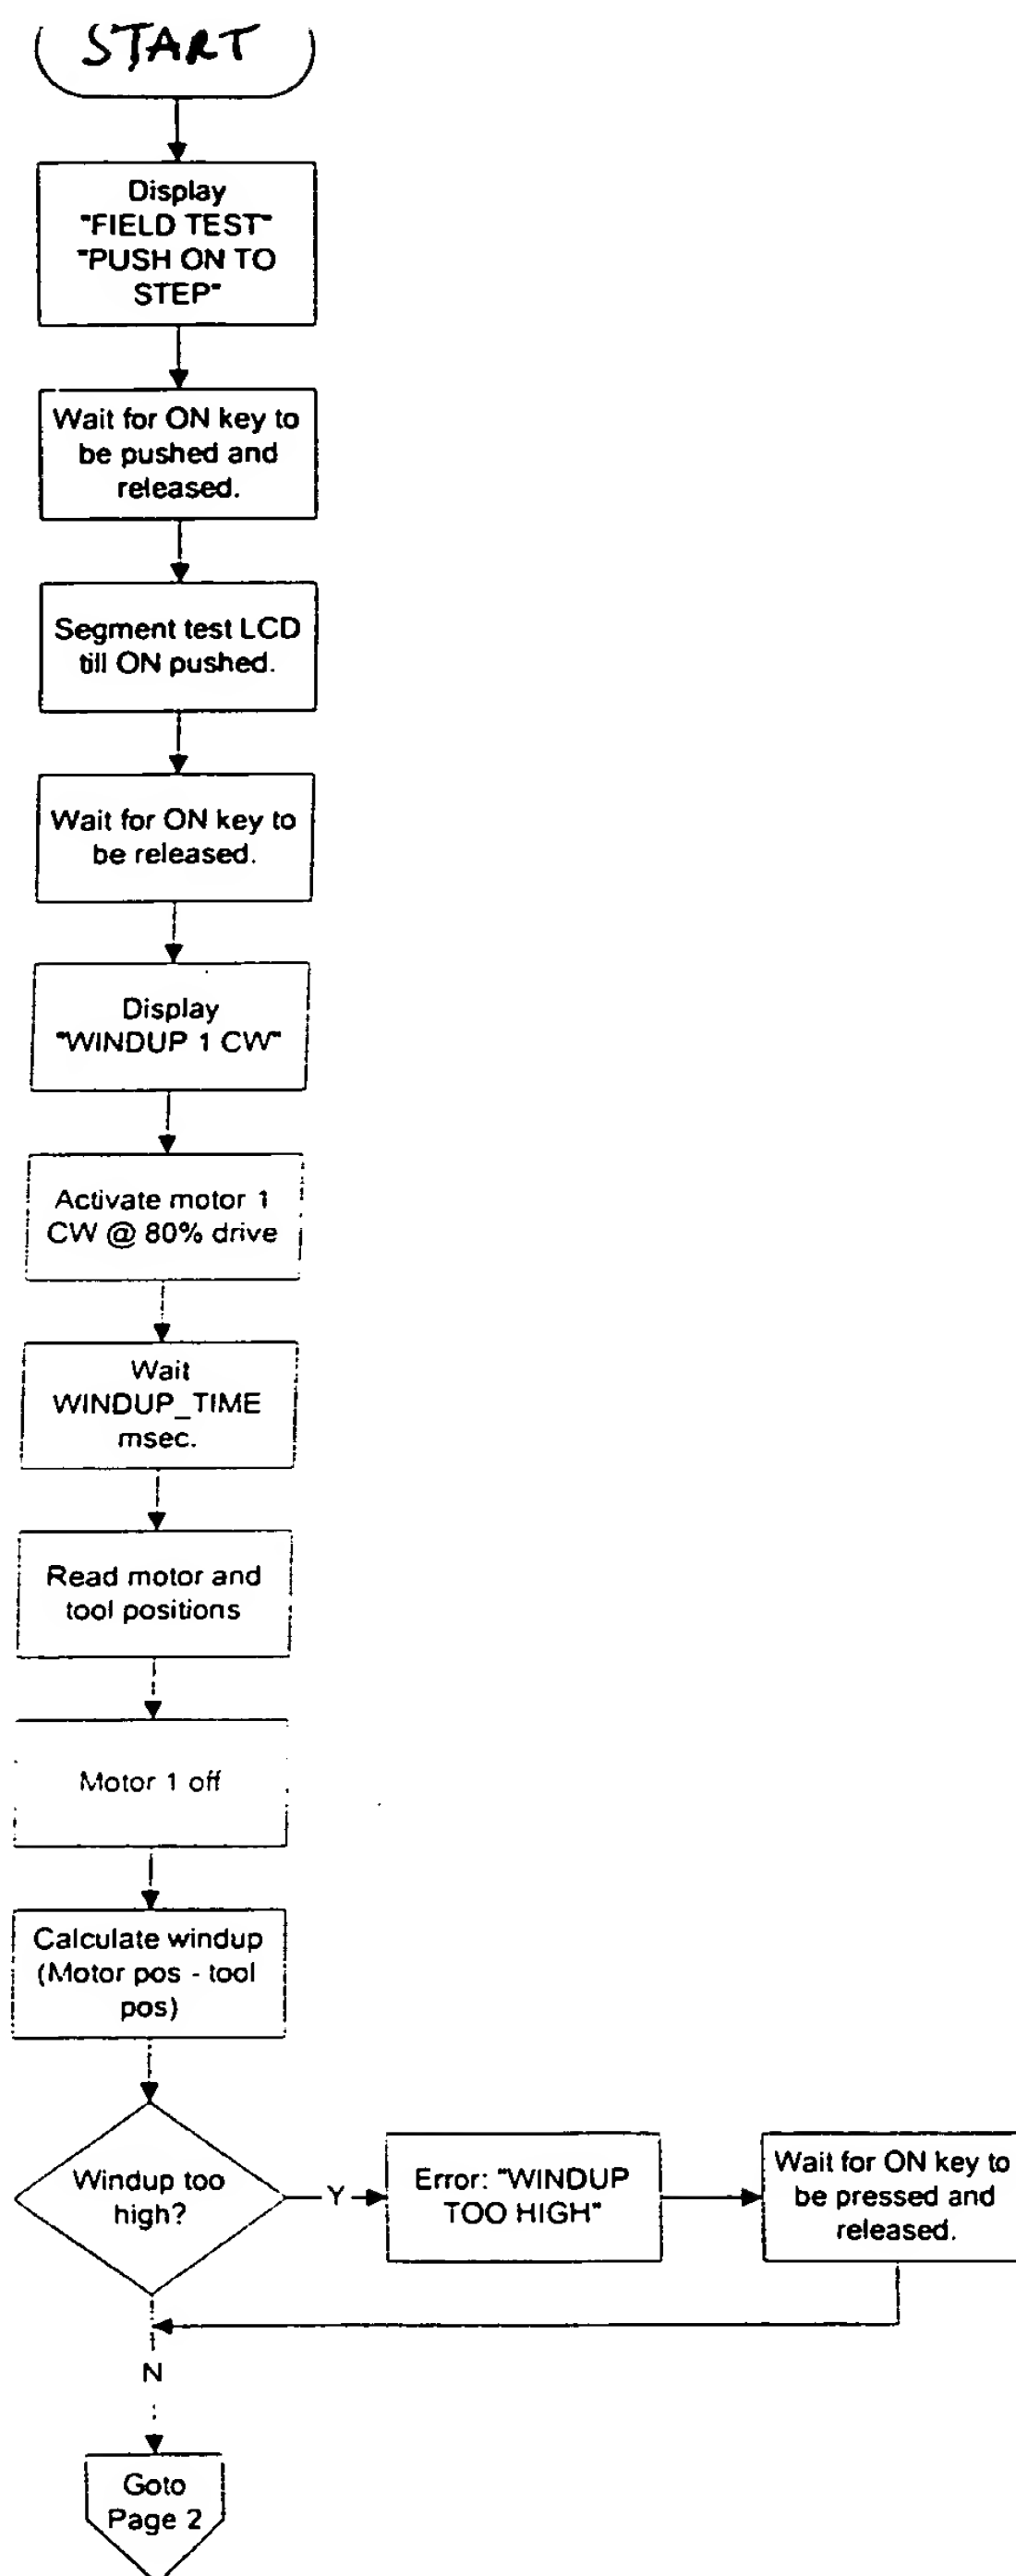 START
Display
"FIELD TEST"
"PUSH ON TO
STEP"
Wait for ON key to
be pushed and
released.
Segment test LCD
till ON pushed.
Wait for ON key to
be released.
Display
"WINDUP 1 CW"
Activate motor 1
CW @ 80% drive
Wait
WINDUP_TIME
msec.
Read motor and
tool positions
Motor 1 off
Calculate windup
(Motor pos - tool
pos)
Windup too
high?
Y
Error: "WINDUP
TOO HIGH"
Wait for ON key to
be pressed and
released.
N
Goto
Page 2